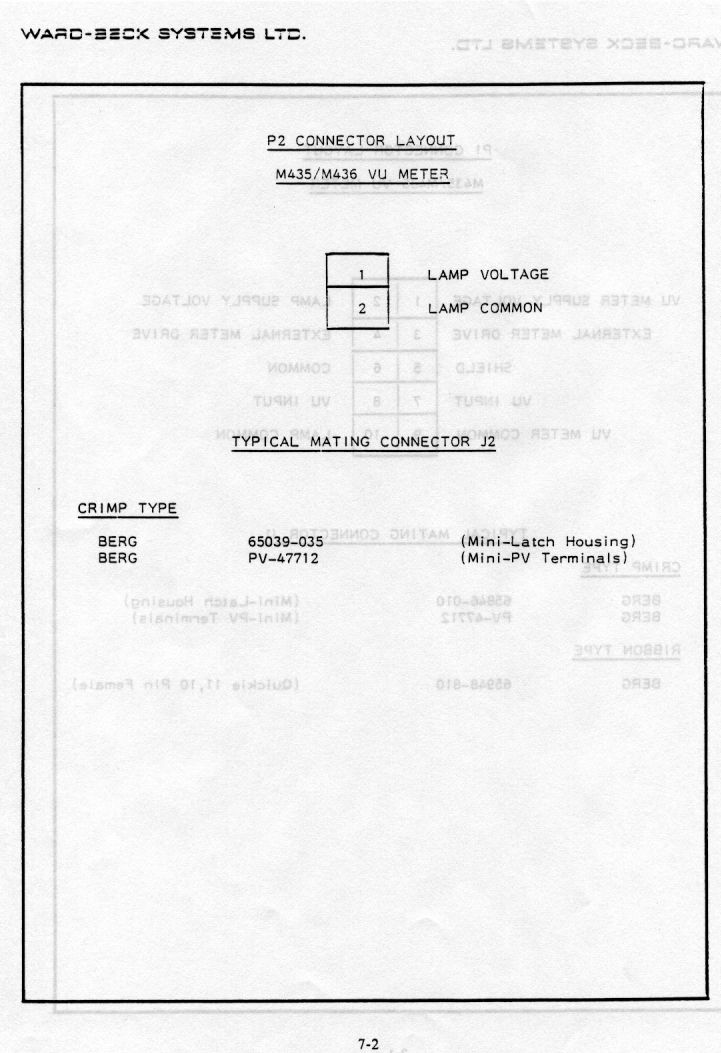 WARD-BECK SYSTEMS LTD.
P2 CONNECTOR LAYOUT
M435/M436 VU METER
1 LAMP VOLTAGE
2 LAMP COMMON
TYPICAL MATING CONNECTOR J2
CRIMP TYPE
BERG 65039-035 (Mini-Latch Housing)
BERG PV-47712 (Mini-PV Terminals)
7-2